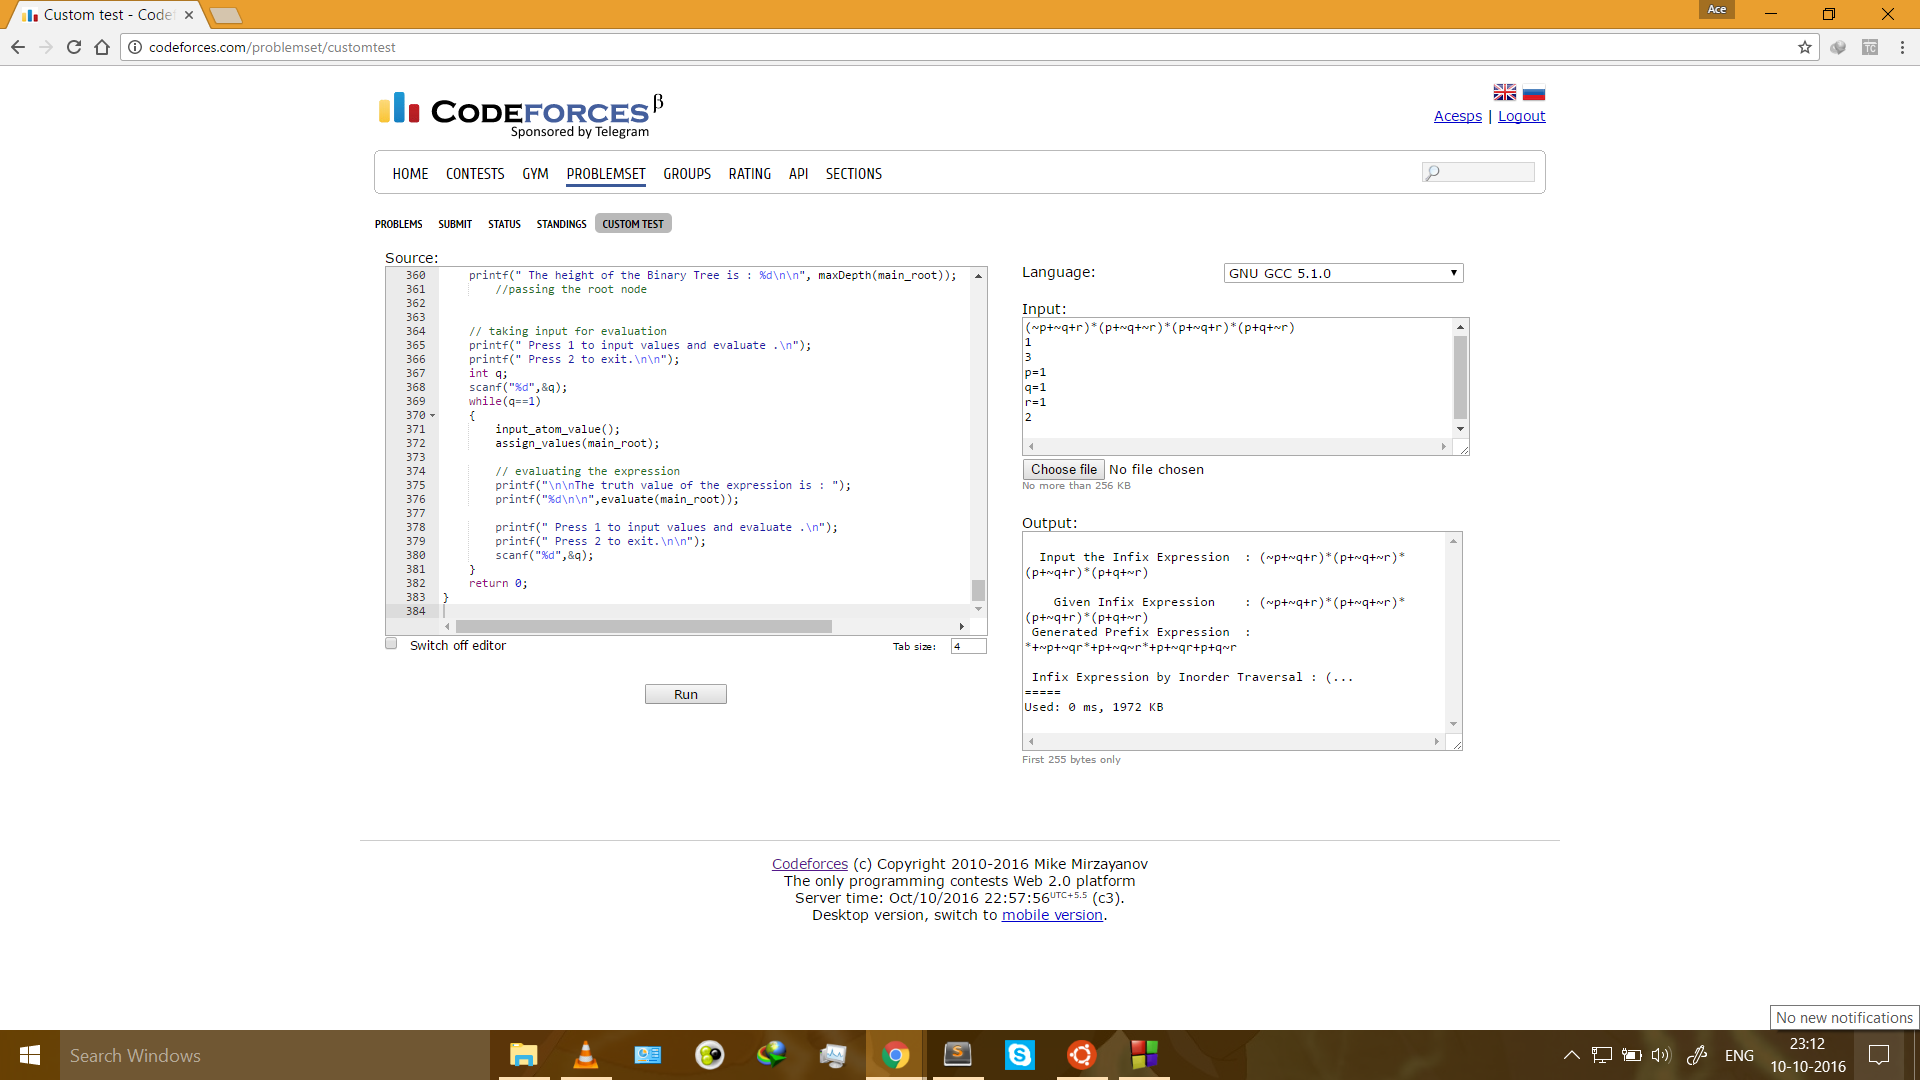 Custom test - Codef
Ace
codeforces.com/problemset/customtest
TC
CODEFORCES β
Sponsored by Telegram
Acesps | Logout
HOME CONTESTS GYM PROBLEMSET GROUPS RATING API SECTIONS
PROBLEMS SUBMIT STATUS STANDINGS CUSTOM TEST
Source:
360 printf(" The height of the Binary Tree is : %d\n\n", maxDepth(main_root));
361 //passing the root node
362
363
364 // taking input for evaluation
365 printf(" Press 1 to input values and evaluate .\n");
366 printf(" Press 2 to exit.\n\n");
367 int q;
368 scanf("%d",&q);
369 while(q==1)
370 {
371 input_atom_value();
372 assign_values(main_root);
373
374 // evaluating the expression
375 printf("\n\nThe truth value of the expression is : ");
376 printf("%d\n\n",evaluate(main_root));
377
378 printf(" Press 1 to input values and evaluate .\n");
379 printf(" Press 2 to exit.\n\n");
380 scanf("%d",&q);
381 }
382 return 0;
383 }
384
Switch off editor
Tab size: 4
Run
Language: GNU GCC 5.1.0
Input:
(~p+~q+r)*(p+~q+~r)*(p+~q+r)*(p+q+~r)
1
3
p=1
q=1
r=1
2
Choose file No file chosen
No more than 256 KB
Output:
Input the Infix Expression : (~p+~q+r)*(p+~q+~r)*
(p+~q+r)*(p+q+~r)
Given Infix Expression : (~p+~q+r)*(p+~q+~r)*
(p+~q+r)*(p+q+~r)
Generated Prefix Expression :
*+~p+~qr*+p+~q~r*+p+~qr+p+q~r
Infix Expression by Inorder Traversal : (...
=====
Used: 0 ms, 1972 KB
First 255 bytes only
Codeforces (c) Copyright 2010-2016 Mike Mirzayanov
The only programming contests Web 2.0 platform
Server time: Oct/10/2016 22:57:56UTC+5.5 (c3).
Desktop version, switch to mobile version.
No new notifications
Search Windows
ENG
23:12
10-10-2016